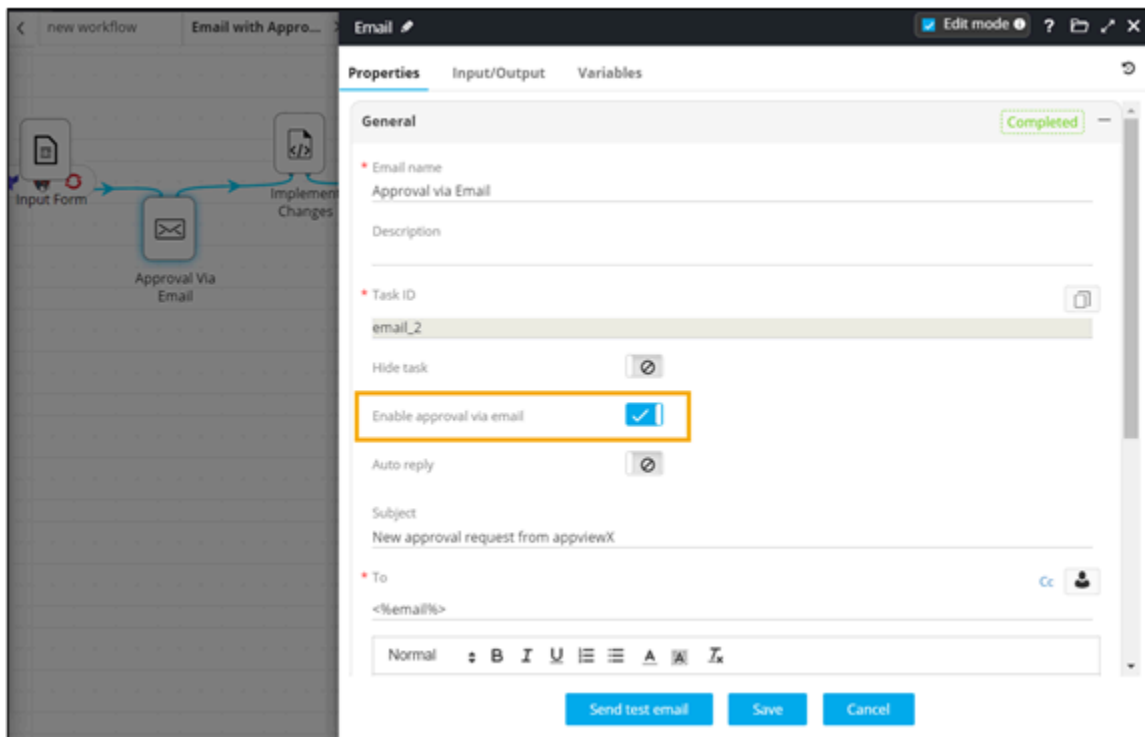 new workflow
Email with Appro...
Input Form
Approval Via
Email
Implemen
Changes
Email
Edit mode
?
Properties
Input/Output
Variables
General
Completed
* Email name
Approval via Email
Description
* Task ID
email_2
Hide task
Enable approval via email
Auto reply
Subject
New approval request from appviewX
* To
Cc
<%email%>
Normal
B I U A A Tx
Send test email
Save
Cancel